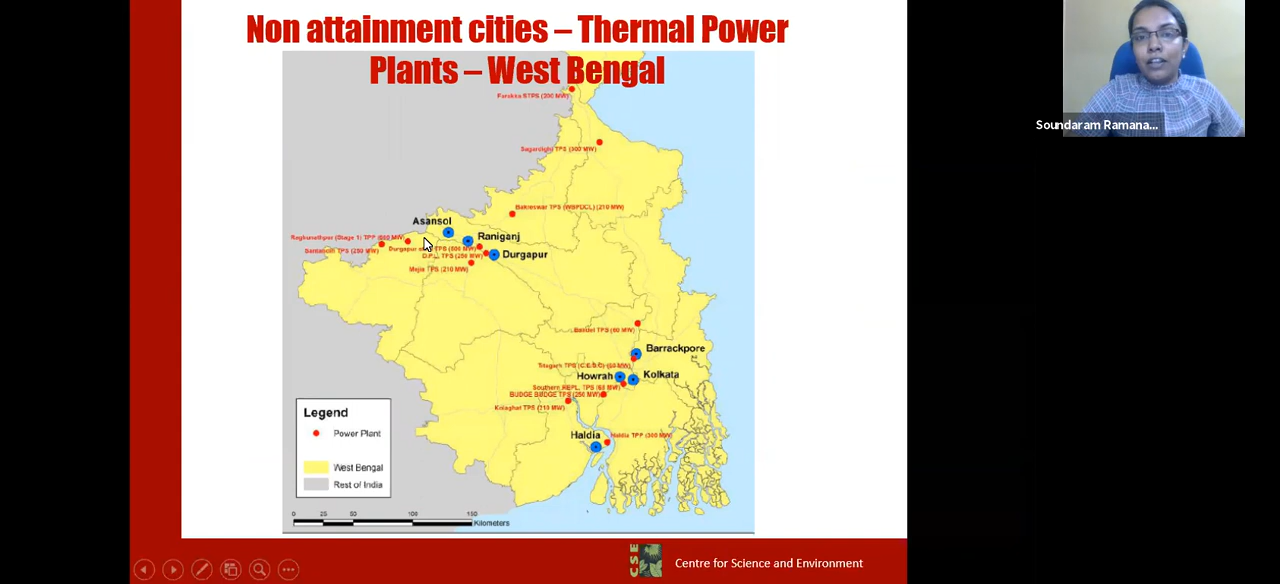 Non attainment cities – Thermal Power
Plants – West Bengal
Soundaram Ramana...
Farakka STPS (200 MW)
Sagardighi TPS (300 MW)
Bakreswar TPS (WBPDCL) (210 MW)
Asansol
Raniganj
Raghunathpur (Stage 1) TPP (600 MW)
Santaldih TPS (250 MW)
Durgapur
TPS (500 MW)
D.P.L. TPS (250 MW)
Durgapur
Mejia TPS (210 MW)
Bandel TPS (60 MW)
Barrackpore
Titagarh TPS (C.E.S.C) (60 MW)
Howrah
Kolkata
Southern REPL. TPS (68 MW)
BUDGE BUDGE TPS (250 MW)
Kolaghat TPS (210 MW)
Haldia
Haldia TPP (300 MW)
Legend
Power Plant
West Bengal
Rest of India
0 25 50 100 150
Kilometers
CSE
Centre for Science and Environment